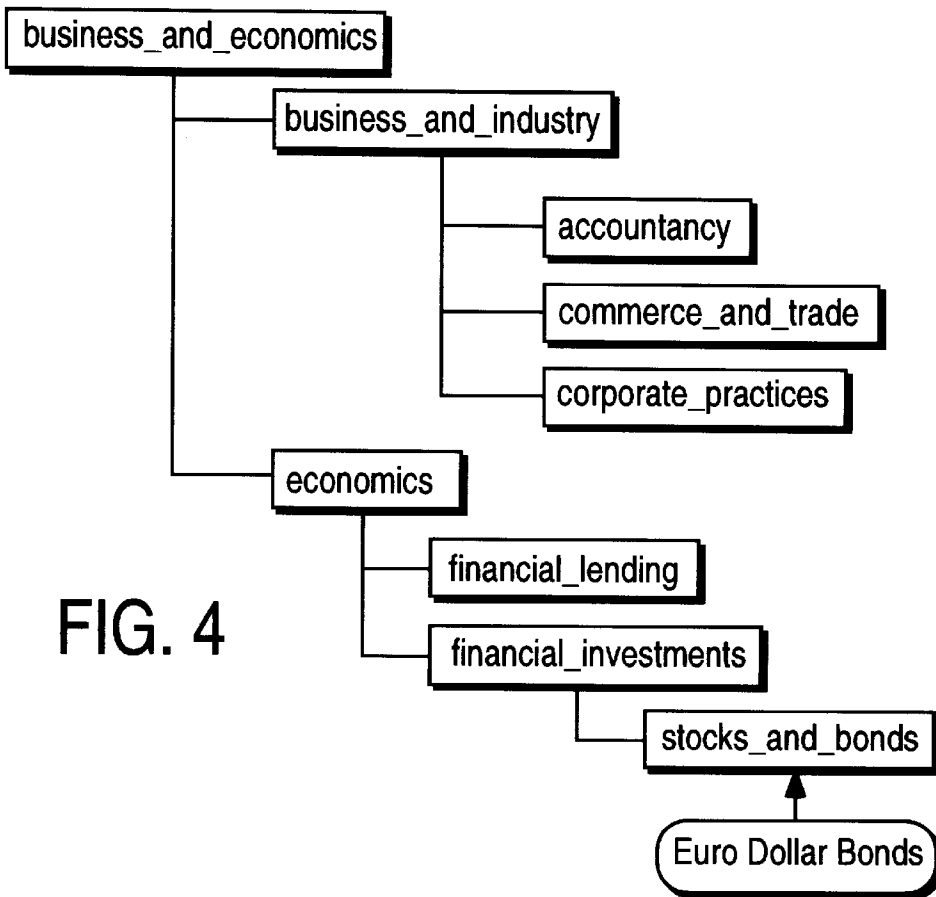 business_and_economics
business_and_industry
accountancy
commerce_and_trade
corporate_practices
economics
financial_lending
FIG. 4
financial_investments
stocks_and_bonds
Euro Dollar Bonds